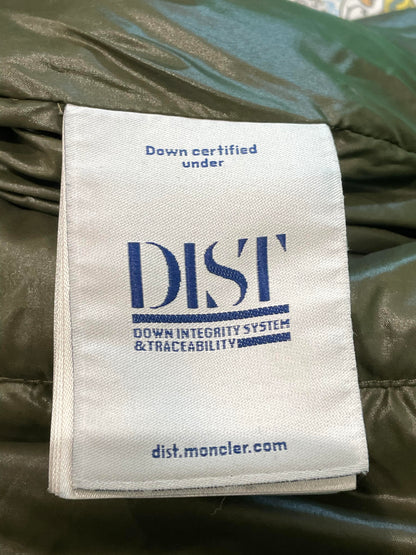 Down certified
under
DIST
DOWN INTEGRITY SYSTEM
& TRACEABILITY
dist.moncler.com